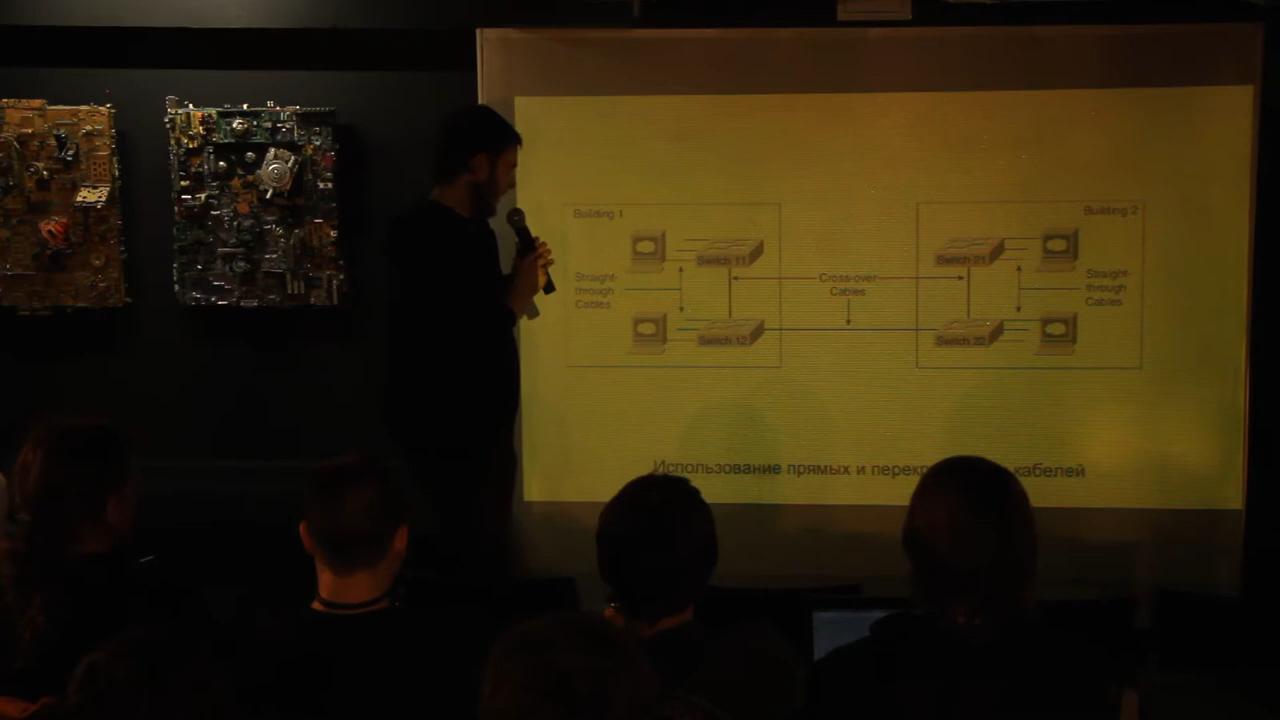 Building 1
Building 2
Switch 11
Switch 21
Straight-
through
Cables
Cross-over
Cables
Straight-
through
Cables
Switch 12
Switch 22
Использование прямых и кабелей